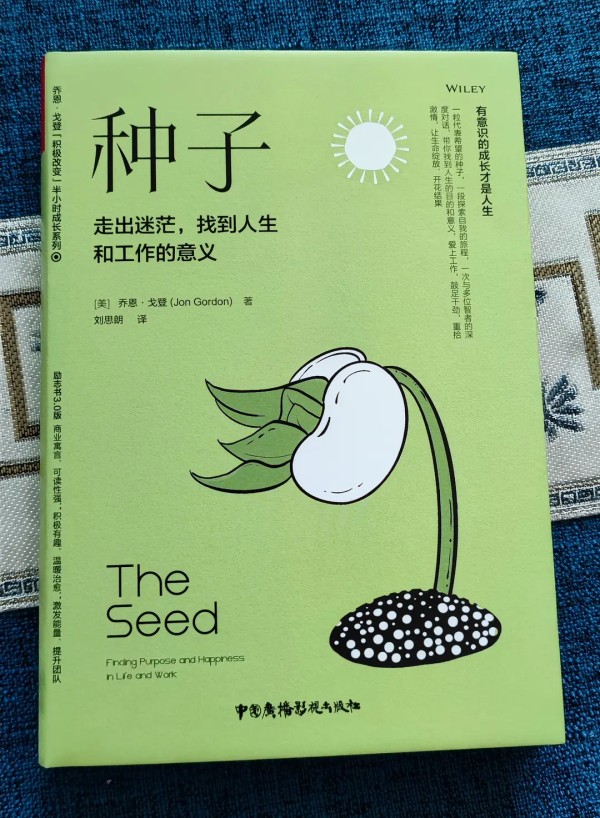 WILEY
种子
走出迷茫，找到人生
和工作的意义
[美] 乔恩·戈登 (Jon Gordon) 著
刘思朗 译
有意识的成长才是人生
一粒代表希望的种子，一段探索自我的旅程，一次与多位智者的深
度对话，带你找到人生的目的和意义，爱上工作，鼓足干劲，重拾
激情，让生命绽放、开花结果
乔恩·戈登「积极改变」半小时成长系列
励志书3.0版 商业寓言，可读性强；积极有趣，温暖治愈；激发能量，提升团队
The
Seed
Finding Purpose and Happiness
in Life and Work
中国广播影视出版社